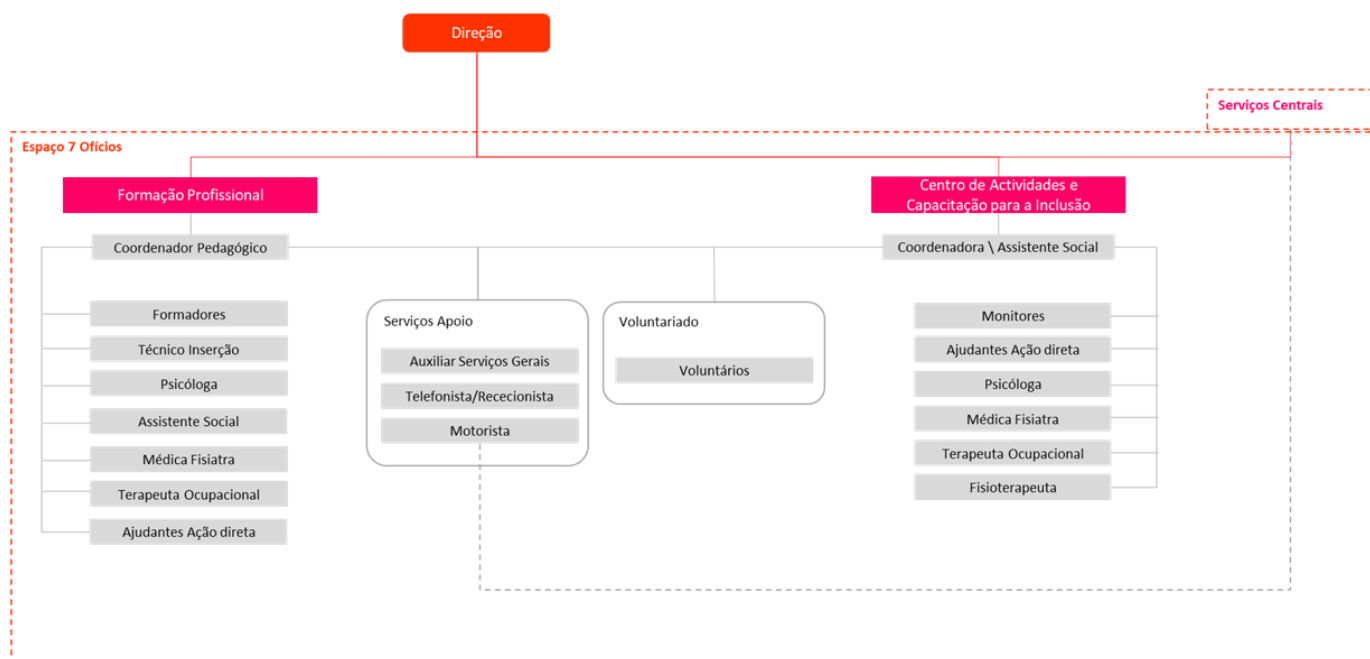 Direção
Serviços Centrais
Espaço 7 Ofícios
Formação Profissional
Centro de Actividades e
Capacitação para a Inclusão
Coordenador Pedagógico
Coordenadora \ Assistente Social
Formadores
Técnico Inserção
Psicóloga
Assistente Social
Médica Fisiatra
Terapeuta Ocupacional
Ajudantes Ação direta
Serviços Apoio
Auxiliar Serviços Gerais
Telefonista/Rececionista
Motorista
Voluntariado
Voluntários
Monitores
Ajudantes Ação direta
Psicóloga
Médica Fisiatra
Terapeuta Ocupacional
Fisioterapeuta